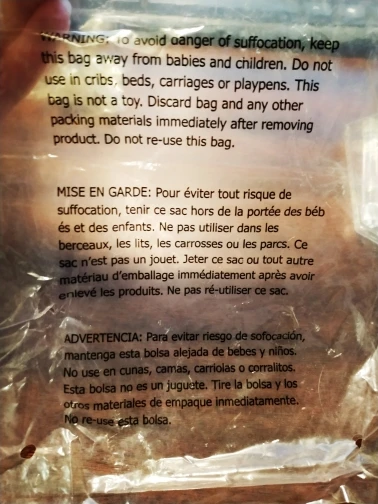 WARNING: To avoid danger of suffocation, keep
this bag away from babies and children. Do not
use in cribs, beds, carriages or playpens. This
bag is not a toy. Discard bag and any other
packing materials immediately after removing
product. Do not re-use this bag.
MISE EN GARDE: Pour éviter tout risque de
suffocation, tenir ce sac hors de la portée des béb
és et des enfants. Ne pas utiliser dans les
berceaux, les lits, les carrosses ou les parcs. Ce
sac n'est pas un jouet. Jeter ce sac ou tout autre
matériau d'emballage immédiatement après avoir
enlevé les produits. Ne pas ré-utiliser ce sac.
ADVERTENCIA: Para evitar riesgo de sofocación,
mantenga esta bolsa alejada de bebes y niños.
No use en cunas, camas, carriolas o corralitos.
Esta bolsa no es un juguete. Tire la bolsa y los
otros materiales de empaque inmediatamente.
No re-use esta bolsa.